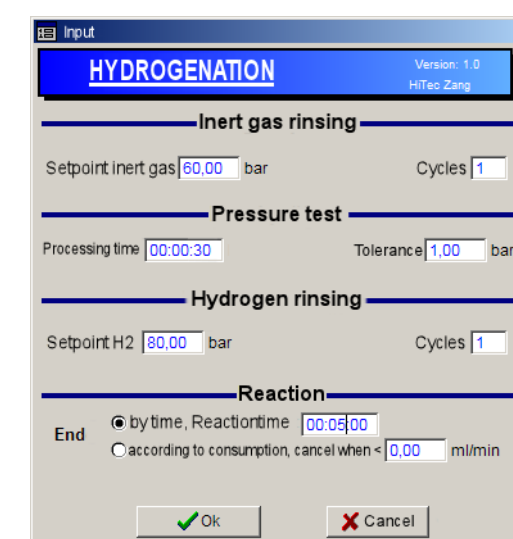 Input
HYDROGENATION
Version: 1.0
HiTec Zang
Inert gas rinsing
Setpoint inert gas 60,00 bar Cycles 1
Pressure test
Processing time 00:00:30 Tolerance 1,00 bar
Hydrogen rinsing
Setpoint H2 80,00 bar Cycles 1
Reaction
End
by time, Reactiontime 00:05:00
according to consumption, cancel when < 0,00 ml/min
Ok Cancel